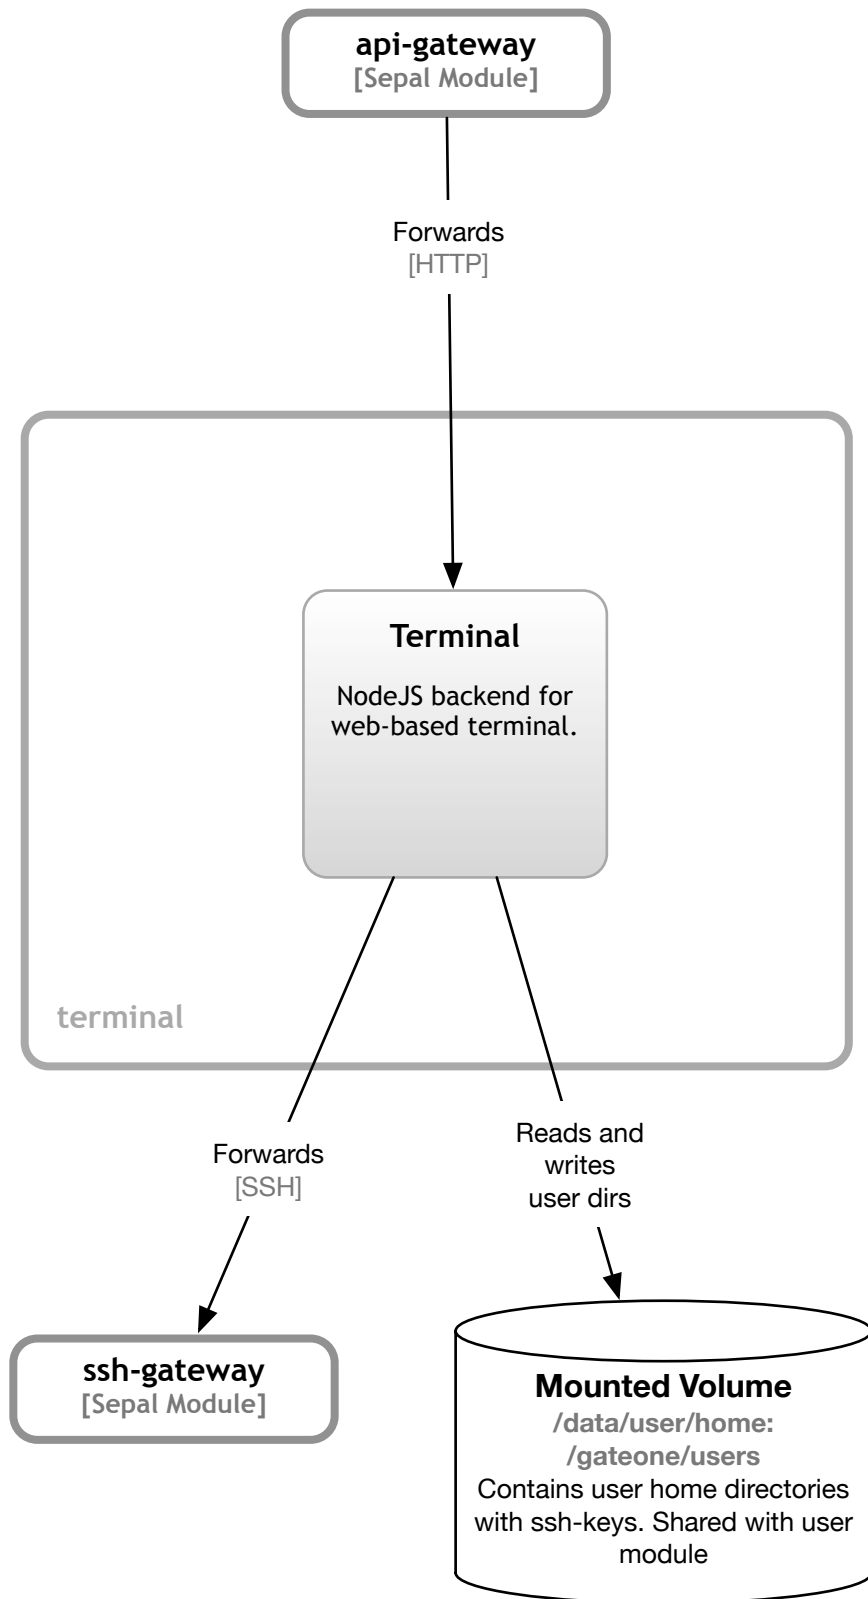 api-gateway
[Sepal Module]
Forwards
[HTTP]
Terminal
NodeJS backend for
web-based terminal.
terminal
Forwards
[SSH]
Reads and
writes
user dirs
ssh-gateway
[Sepal Module]
Mounted Volume
/data/user/home:
/gateone/users
Contains user home directories
with ssh-keys. Shared with user
module